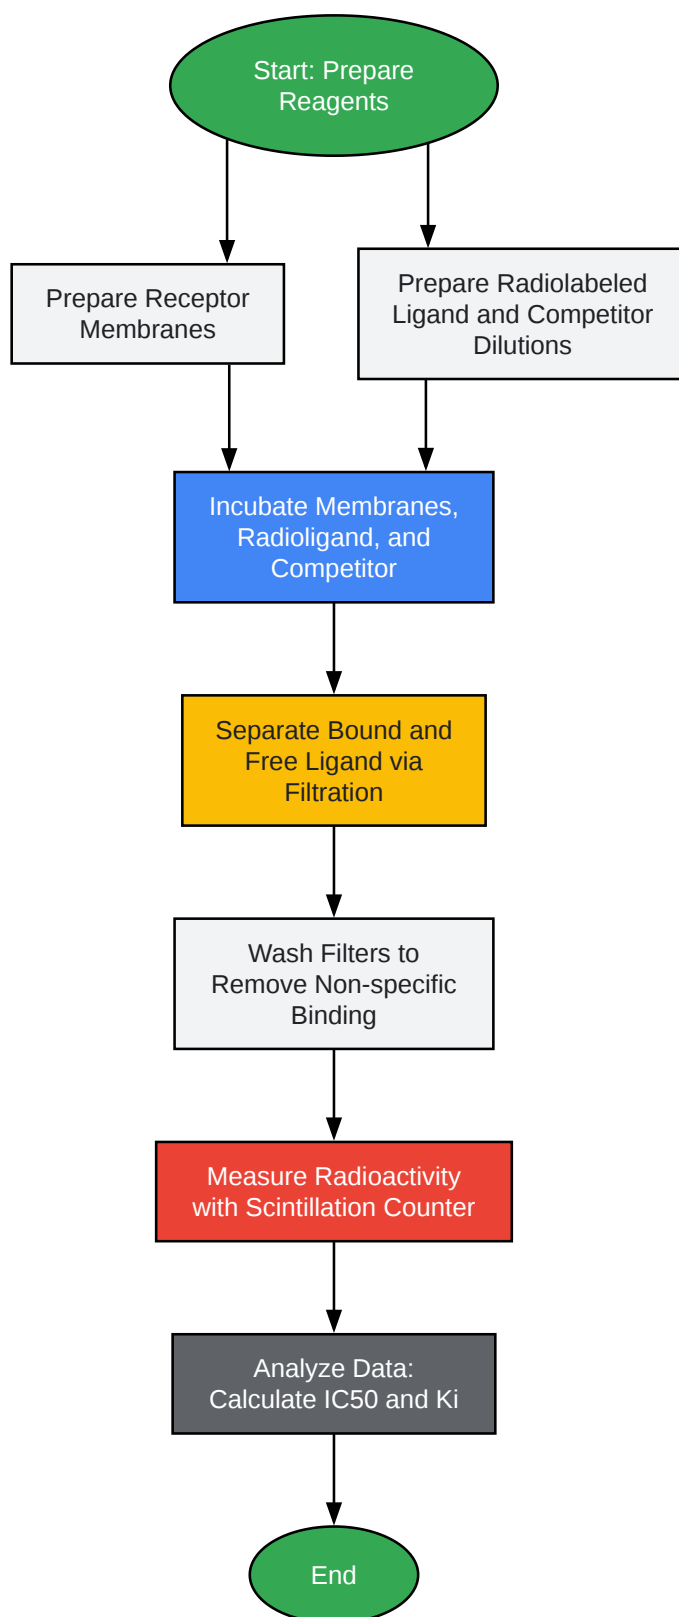 Start: Prepare
Reagents
Prepare Receptor
Membranes
Prepare Radiolabeled
Ligand and Competitor
Dilutions
Incubate Membranes,
Radioligand, and
Competitor
Separate Bound and
Free Ligand via
Filtration
Wash Filters to
Remove Non-specific
Binding
Measure Radioactivity
with Scintillation Counter
Analyze Data:
Calculate IC50 and Ki
End